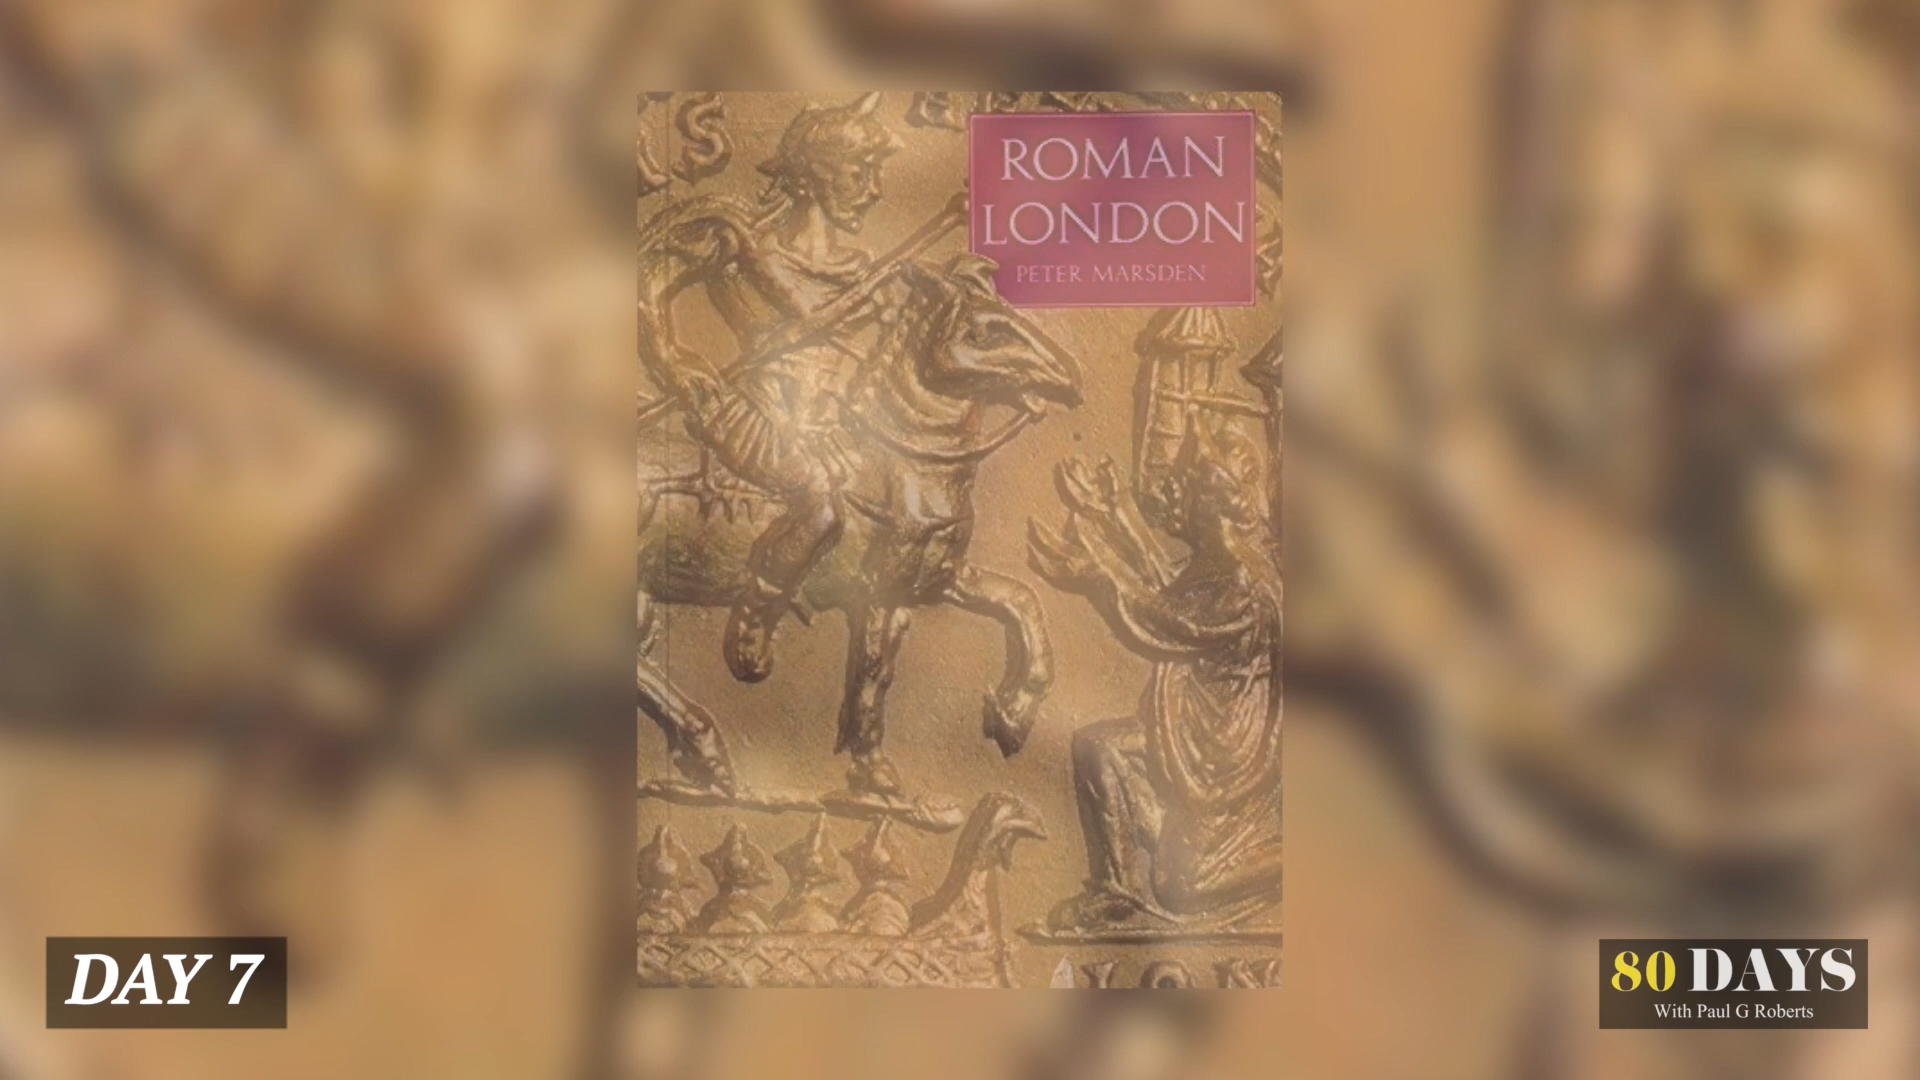 ROMAN
LONDON
PETER MARSDEN
DAY 7
80 DAYS
With Paul G Roberts